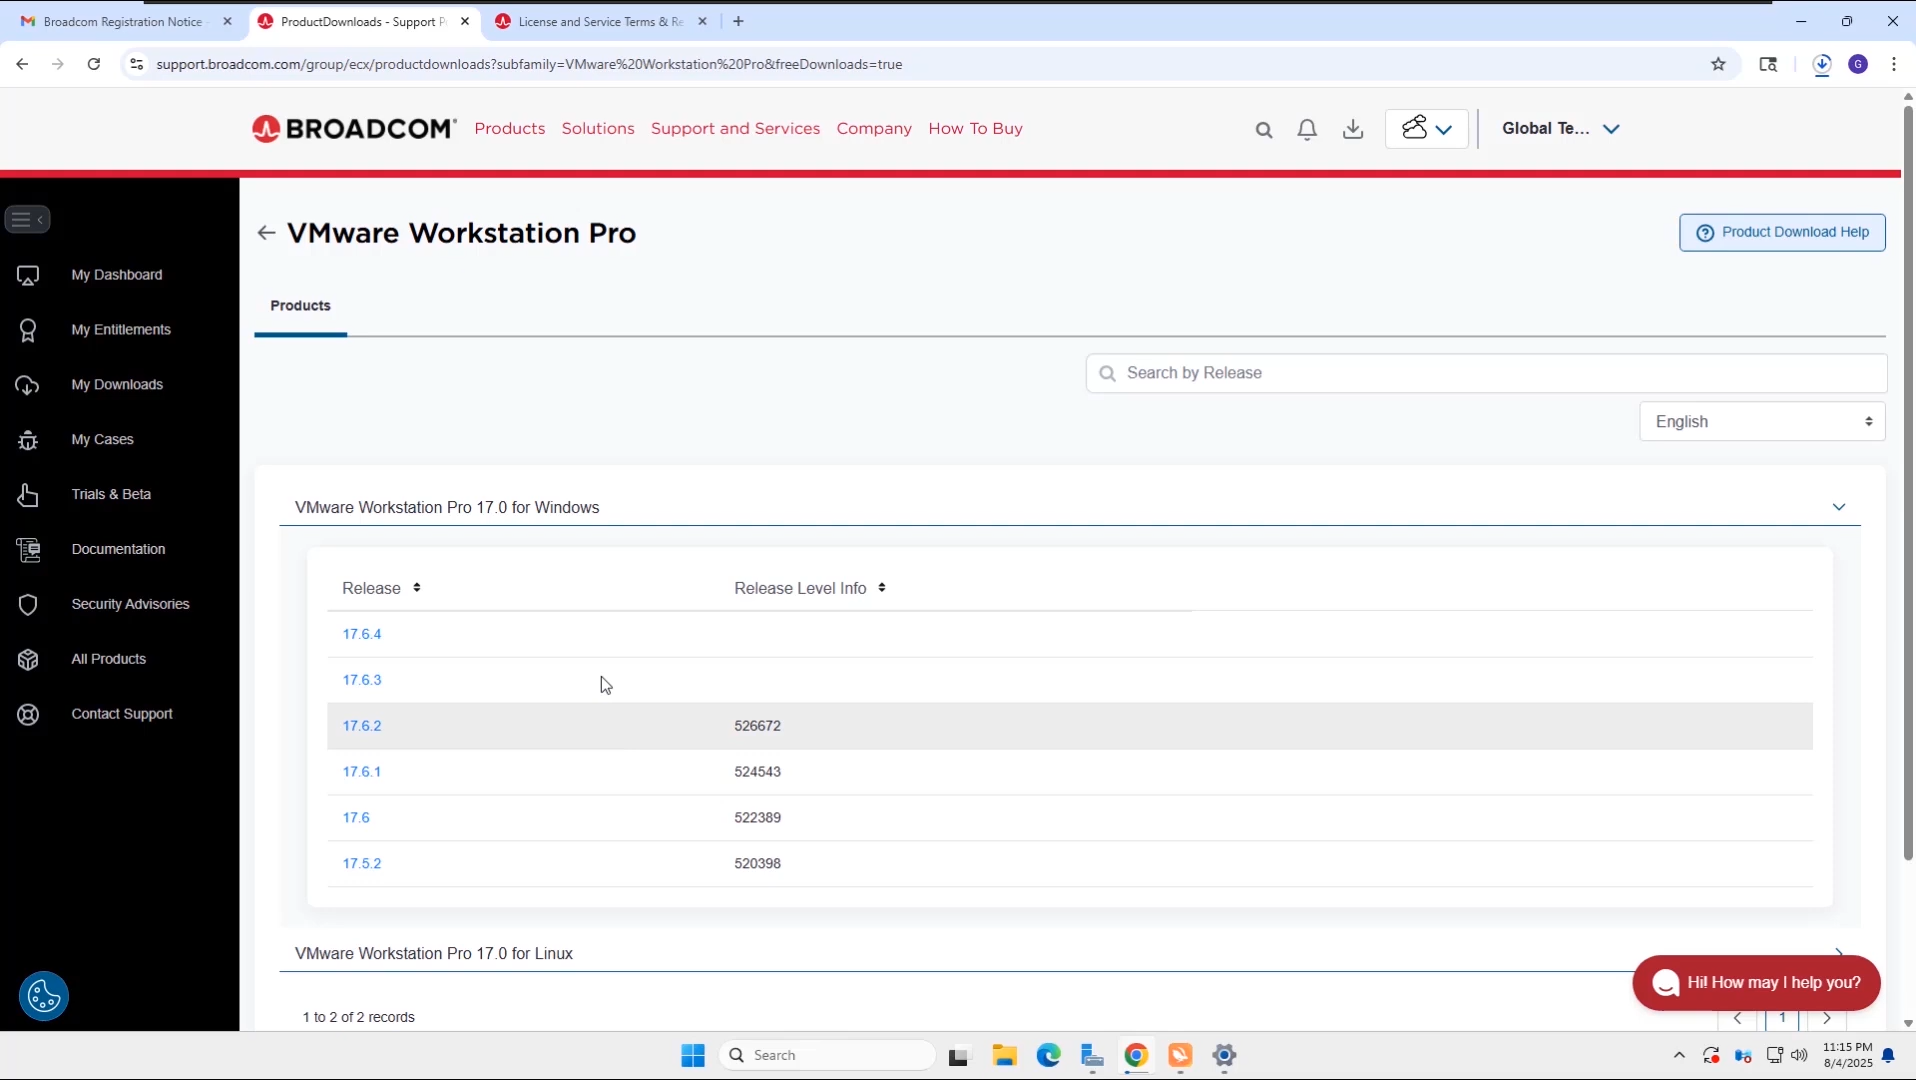 Broadcom Registration Notice
ProductDownloads - Support P
License and Service Terms & Re
support.broadcom.com/group/ecx/productdownloads?subfamily=VMware%20Workstation%20Pro&freeDownloads=true
G
BROADCOM
Products
Solutions
Support and Services
Company
How To Buy
Global Te...
My Dashboard
My Entitlements
My Downloads
My Cases
Trials & Beta
Documentation
Security Advisories
All Products
Contact Support
VMware Workstation Pro
Product Download Help
Products
Search by Release
English
VMware Workstation Pro 17.0 for Windows
Release
Release Level Info
17.6.4
17.6.3
17.6.2 526672
17.6.1 524543
17.6 522389
17.5.2 520398
VMware Workstation Pro 17.0 for Linux
Hi! How may I help you?
1 to 2 of 2 records
1
Search
11:15 PM
8/4/2025